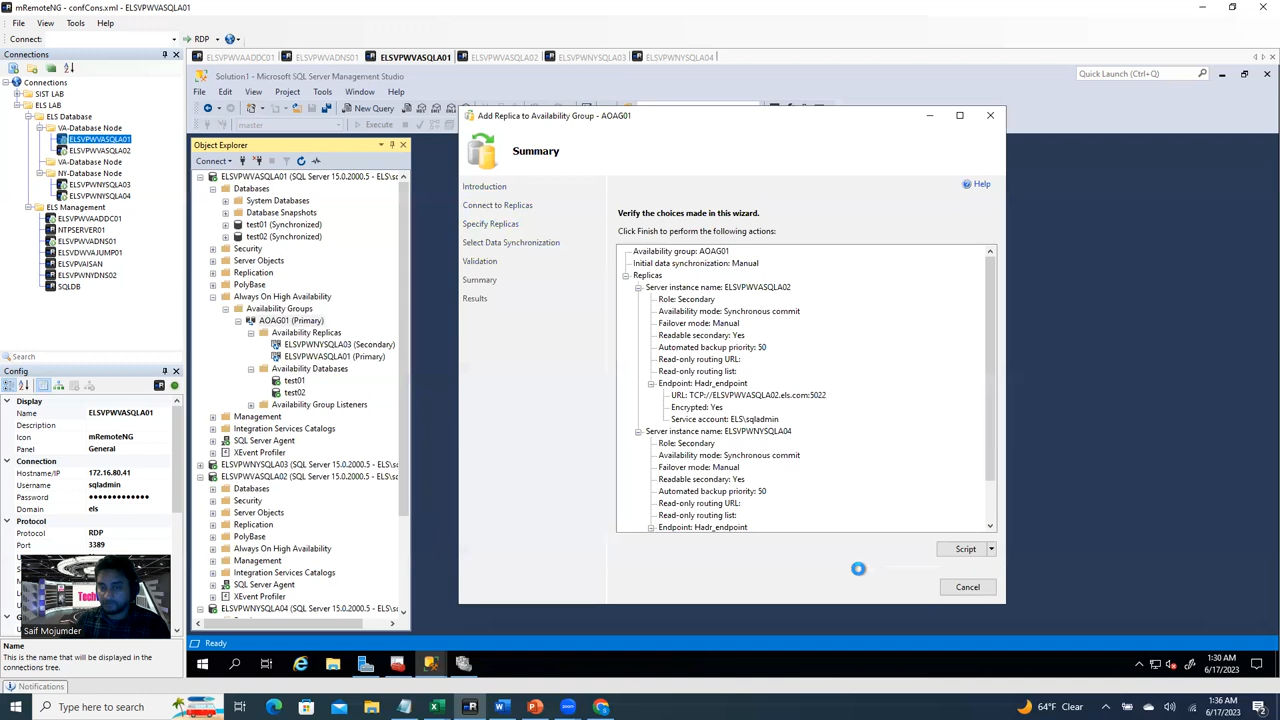 mRemoteNG - confCons.xml - ELSVPWVASQLA01
File View Tools Help
Connect: RDP
Connections
Connections
SIST LAB
ELS LAB
ELS Database
VA-Database Node
ELSVPWVASQLA01
ELSVPWVASQLA02
VA-Database Node
NY-Database Node
ELSVPWNYSQLA03
ELSVPWNYSQLA04
ELS Management
ELSVPWVAADDC01
NTPSERVER01
ELSVPWVADNS01
ELSVDWVAJUMP01
ELSVPVAISAN
ELSVPWNYDNS02
SQLDB
Search
Config
Display
Name ELSVPWVASQLA01
Description
Icon mRemoteNG
Panel General
Connection
Hostname/IP 172.16.80.41
Username sqladmin
Password ●●●●●●●●●●●●●●
Domain els
Protocol
Protocol RDP
Port 3389
Tech
Saif Mojumder
Name
This is the name that will be displayed in the
connections tree.
Notifications
ELSVPWVAADDC01 ELSVPWVADNS01 ELSVPWVASQLA01 ELSVPWVASQLA02 ELSVPWNYSQLA03 ELSVPWNYSQLA04
Solution1 - Microsoft SQL Server Management Studio
Quick Launch (Ctrl+Q)
File Edit View Project Tools Window Help
New Query
master Execute
Object Explorer
Connect
ELSVPWVASQLA01 (SQL Server 15.0.2000.5 - ELS\sc
Databases
System Databases
Database Snapshots
test01 (Synchronized)
test02 (Synchronized)
Security
Server Objects
Replication
PolyBase
Always On High Availability
Availability Groups
AOAG01 (Primary)
Availability Replicas
ELSVPWNYSQLA03 (Secondary)
ELSVPWVASQLA01 (Primary)
Availability Databases
test01
test02
Availability Group Listeners
Management
Integration Services Catalogs
SQL Server Agent
XEvent Profiler
ELSVPWNYSQLA03 (SQL Server 15.0.2000.5 - ELS\sc
ELSVPWVASQLA02 (SQL Server 15.0.2000.5 - ELS\sc
Databases
Security
Server Objects
Replication
PolyBase
Always On High Availability
Management
Integration Services Catalogs
SQL Server Agent
XEvent Profiler
ELSVPWNYSQLA04 (SQL Server 15.0.2000.5 - ELS\sc
Add Replica to Availability Group - AOAG01
Summary
Introduction
Connect to Replicas
Specify Replicas
Select Data Synchronization
Validation
Summary
Results
Help
Verify the choices made in this wizard.
Click Finish to perform the following actions:
Availability group: AOAG01
Initial data synchronization: Manual
Replicas
Server instance name: ELSVPWVASQLA02
Role: Secondary
Availability mode: Synchronous commit
Failover mode: Manual
Readable secondary: Yes
Automated backup priority: 50
Read-only routing URL:
Read-only routing list:
Endpoint: Hadr_endpoint
URL: TCP://ELSVPWVASQLA02.els.com:5022
Encrypted: Yes
Service account: ELS\sqladmin
Server instance name: ELSVPWNYSQLA04
Role: Secondary
Availability mode: Synchronous commit
Failover mode: Manual
Readable secondary: Yes
Automated backup priority: 50
Read-only routing URL:
Read-only routing list:
Endpoint: Hadr_endpoint
Script
Cancel
Ready
1:30 AM
6/17/2023
Type here to search
64°F Clear
1:36 AM
6/17/2023